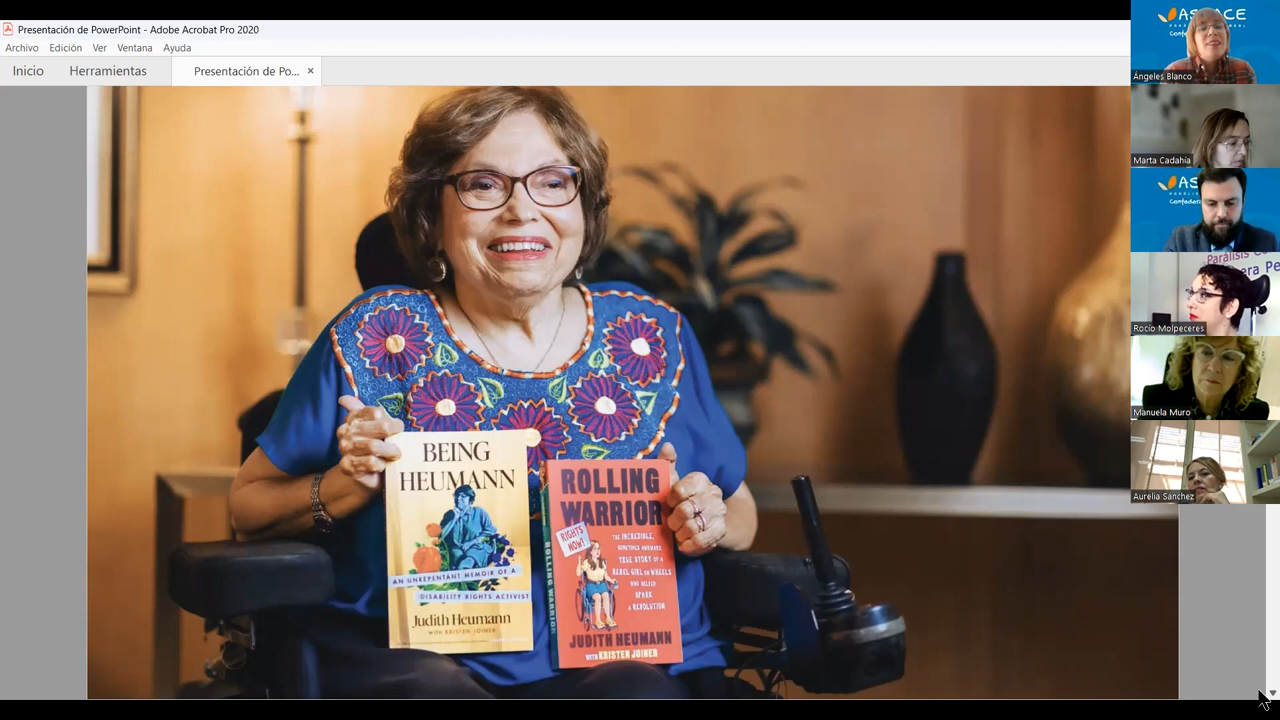 Presentación de PowerPoint - Adobe Acrobat Pro 2020
Archivo Edición Ver Ventana Ayuda
Inicio Herramientas Presentación de Po... ×
BEING
HEUMANN
AN UNREPENTANT MEMOIR OF A
DISABILITY RIGHTS ACTIVIST
Judith Heumann
WITH KRISTEN JOINER
ROLLING WARRIOR
ROLLING
WARRIOR
RIGHTS
NOW!
THE INCREDIBLE,
SOMETIMES AWKWARD,
TRUE STORY OF A
REBEL GIRL ON WHEELS
WHO HELPED
SPARK
A REVOLUTION
JUDITH HEUMANN
WITH KRISTEN JOINER
Ángeles Blanco
Marta Cadahía
Parálisis
Rocío Molpeceres
Manuela Muro
Aurelia Sánchez